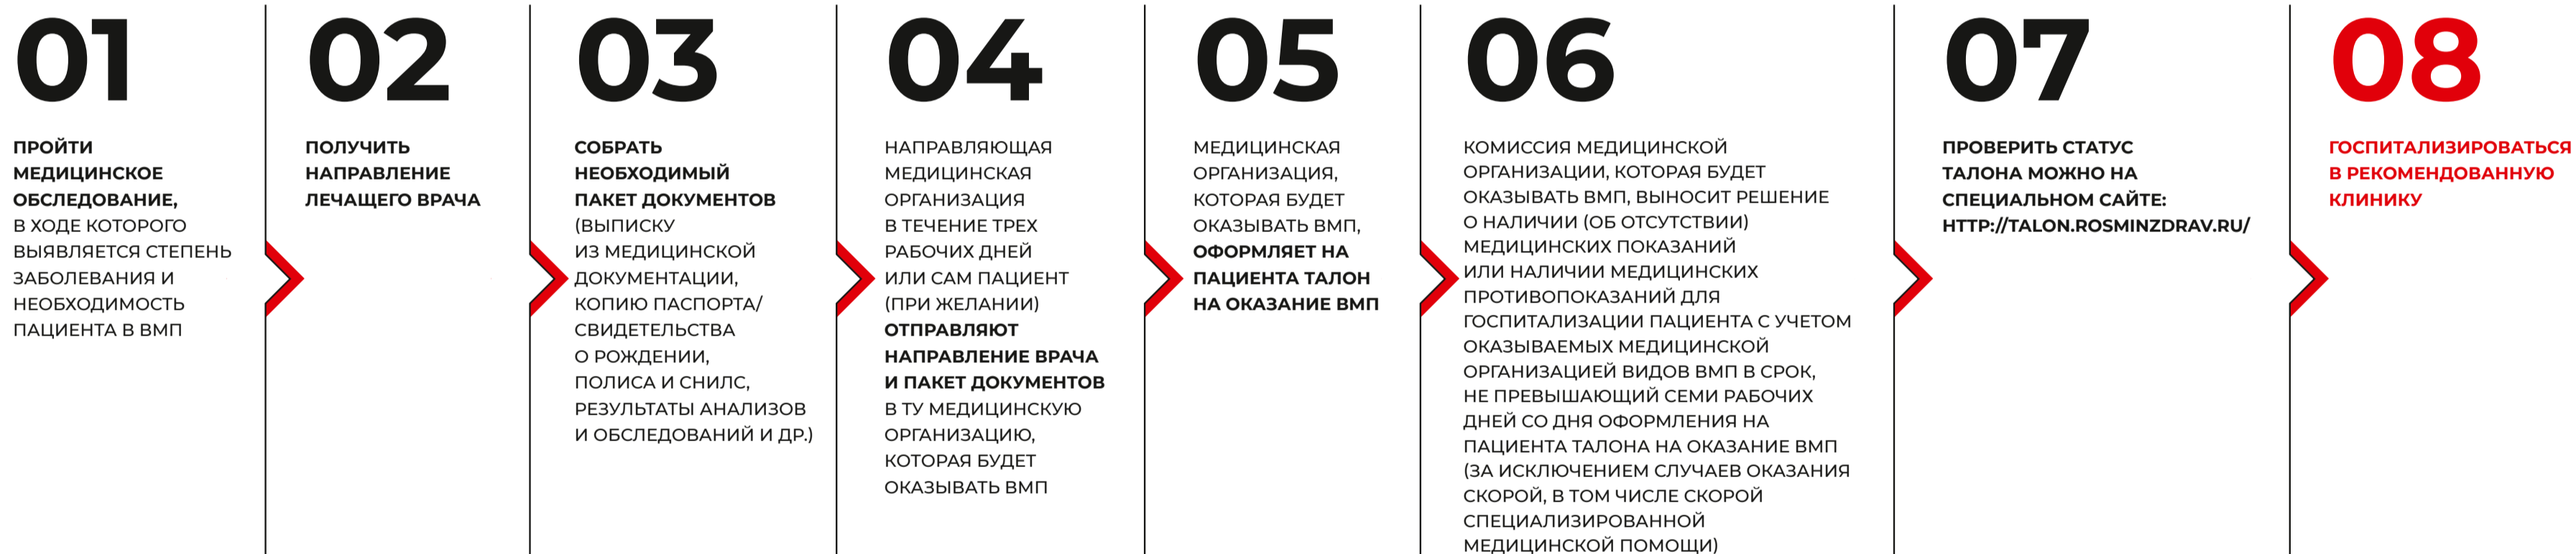 01
ПРОЙТИ
МЕДИЦИНСКОЕ
ОБСЛЕДОВАНИЕ,
В ХОДЕ КОТОРОГО
ВЫЯВЛЯЕТСЯ СТЕПЕНЬ
ЗАБОЛЕВАНИЯ И
НЕОБХОДИМОСТЬ
ПАЦИЕНТА В ВМП
02
ПОЛУЧИТЬ
НАПРАВЛЕНИЕ
ЛЕЧАЩЕГО ВРАЧА
03
СОБРАТЬ
НЕОБХОДИМЫЙ
ПАКЕТ ДОКУМЕНТОВ
(ВЫПИСКУ
ИЗ МЕДИЦИНСКОЙ
ДОКУМЕНТАЦИИ,
КОПИЮ ПАСПОРТА/
СВИДЕТЕЛЬСТВА
О РОЖДЕНИИ,
ПОЛИСА И СНИЛС,
РЕЗУЛЬТАТЫ АНАЛИЗОВ
И ОБСЛЕДОВАНИЙ И ДР.)
04
НАПРАВЛЯЮЩАЯ
МЕДИЦИНСКАЯ
ОРГАНИЗАЦИЯ
В ТЕЧЕНИЕ ТРЕХ
РАБОЧИХ ДНЕЙ
ИЛИ САМ ПАЦИЕНТ
(ПРИ ЖЕЛАНИИ)
ОТПРАВЛЯЮТ
НАПРАВЛЕНИЕ ВРАЧА
И ПАКЕТ ДОКУМЕНТОВ
В ТУ МЕДИЦИНСКУЮ
ОРГАНИЗАЦИЮ,
КОТОРАЯ БУДЕТ
ОКАЗЫВАТЬ ВМП
05
МЕДИЦИНСКАЯ
ОРГАНИЗАЦИЯ,
КОТОРАЯ БУДЕТ
ОКАЗЫВАТЬ ВМП,
ОФОРМЛЯЕТ НА
ПАЦИЕНТА ТАЛОН
НА ОКАЗАНИЕ ВМП
06
КОМИССИЯ МЕДИЦИНСКОЙ
ОРГАНИЗАЦИИ, КОТОРАЯ БУДЕТ
ОКАЗЫВАТЬ ВМП, ВЫНОСИТ РЕШЕНИЕ
О НАЛИЧИИ (ОБ ОТСУТСТВИИ)
МЕДИЦИНСКИХ ПОКАЗАНИЙ
ИЛИ НАЛИЧИИ МЕДИЦИНСКИХ
ПРОТИВОПОКАЗАНИЙ ДЛЯ
ГОСПИТАЛИЗАЦИИ ПАЦИЕНТА С УЧЕТОМ
ОКАЗЫВАЕМЫХ МЕДИЦИНСКОЙ
ОРГАНИЗАЦИЕЙ ВИДОВ ВМП В СРОК,
НЕ ПРЕВЫШАЮЩИЙ СЕМИ РАБОЧИХ
ДНЕЙ СО ДНЯ ОФОРМЛЕНИЯ НА
ПАЦИЕНТА ТАЛОНА НА ОКАЗАНИЕ ВМП
(ЗА ИСКЛЮЧЕНИЕМ СЛУЧАЕВ ОКАЗАНИЯ
СКОРОЙ, В ТОМ ЧИСЛЕ СКОРОЙ
СПЕЦИАЛИЗИРОВАННОЙ
МЕДИЦИНСКОЙ ПОМОЩИ)
07
ПРОВЕРИТЬ СТАТУС
ТАЛОНА МОЖНО НА
СПЕЦИАЛЬНОМ САЙТЕ:
HTTP://TALON.ROSMINZDRAV.RU/
08
ГОСПИТАЛИЗИРОВАТЬСЯ
В РЕКОМЕНДОВАННУЮ
КЛИНИКУ